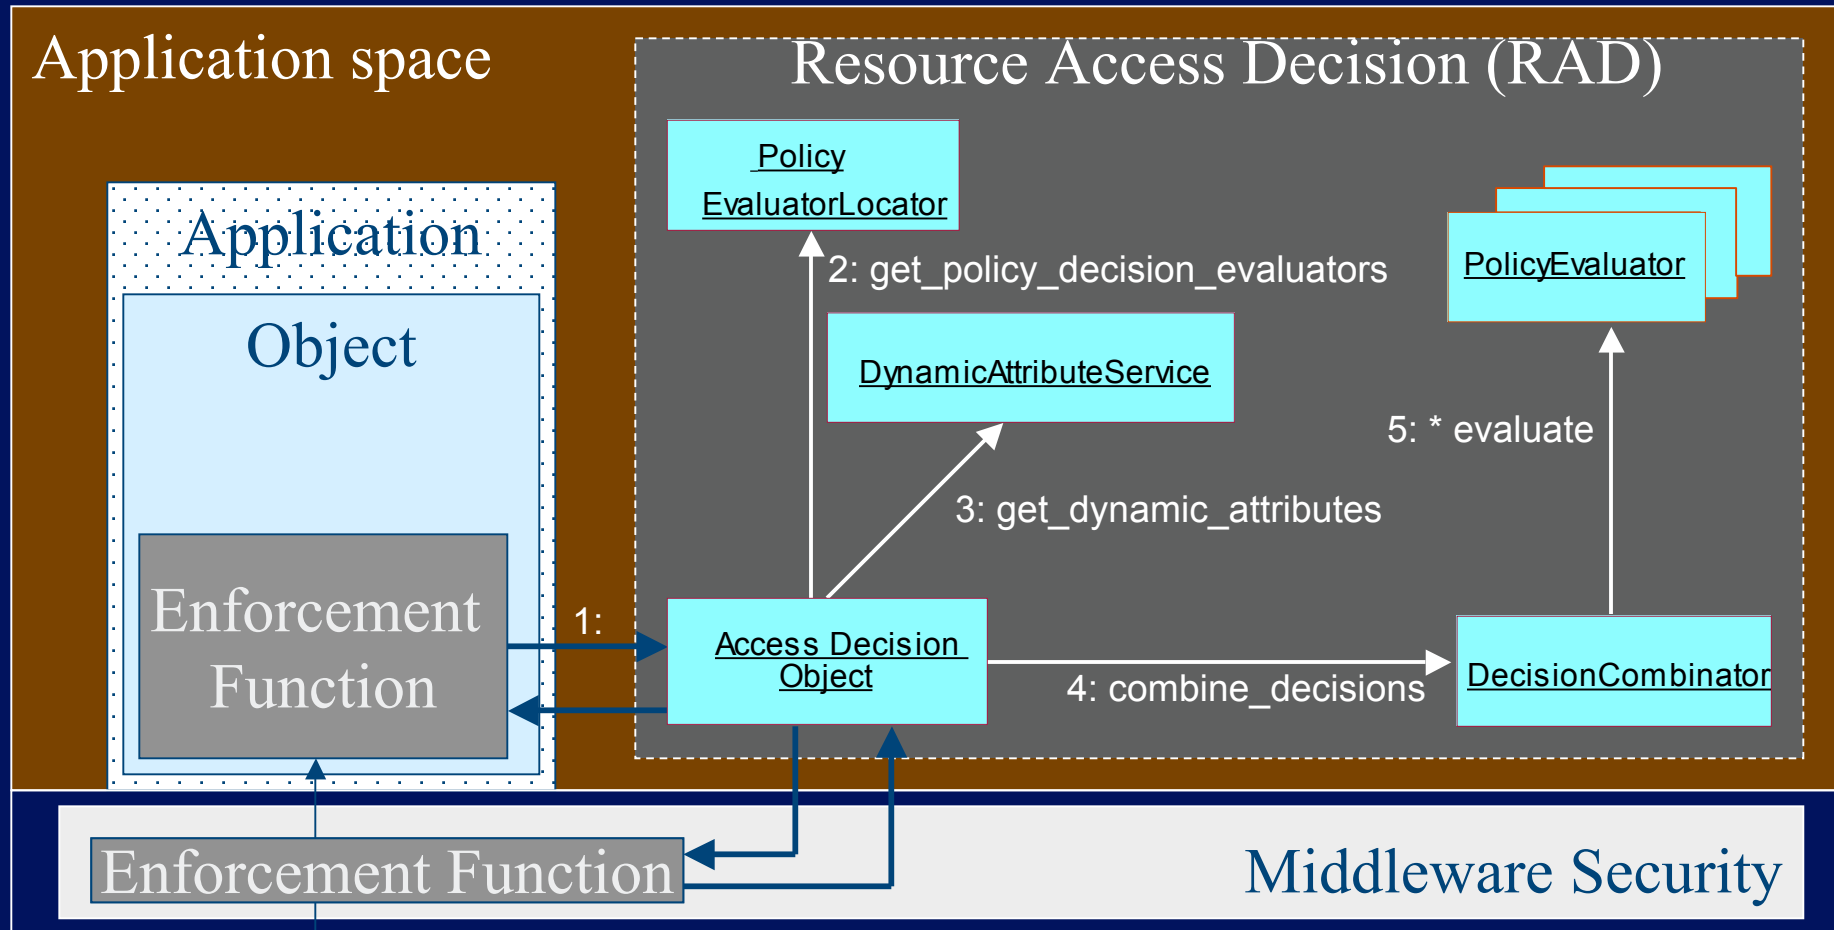 Application space
Resource Access Decision (RAD)
Policy
EvaluatorLocator
Application
PolicyEvaluator
2: get_policy_decision_evaluators
Object
DynamicAttributeService
5: * evaluate
3: get_dynamic_attributes
Enforcement
Function
1:
Access Decision
Object
4: combine_decisions
DecisionCombinator
Enforcement Function
Middleware Security